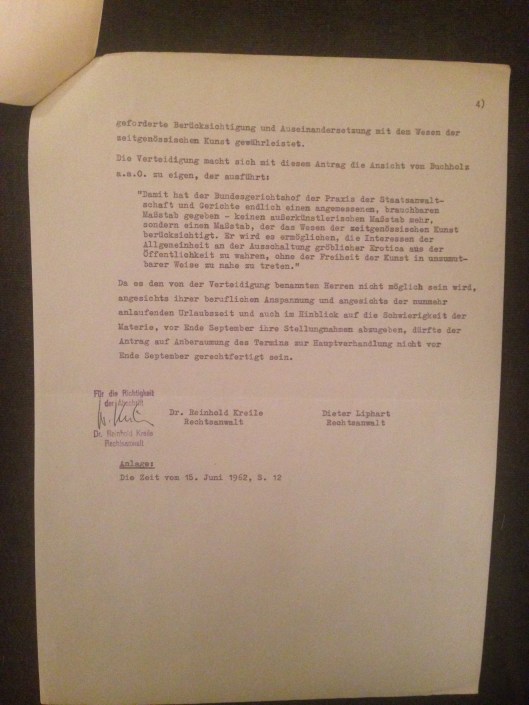 4)
geforderte Berücksichtigung und Auseinandersetzung mit dem Wesen der
zeitgenössischen Kunst gewährleistet.
Die Verteidigung macht sich mit diesem Antrag die Ansicht von Buchholz
a.a.O. zu eigen, der ausführt:
"Damit hat der Bundesgerichtshof der Praxis der Staatsanwalt-
schaft und Gerichte endlich einen angemessenen, brauchbaren
Maßstab gegeben - keinen außerkünstlerischen Maßstab mehr,
sondern einen Maßstab, der das Wesen der zeitgenössischen Kunst
berücksichtigt. Er wird es ermöglichen, die Interessen der
Allgemeinheit an der Ausschaltung gröblicher Erotica aus der
Öffentlichkeit zu wahren, ohne der Freiheit der Kunst in unzumut-
barer Weise zu nahe zu treten."
Da es den von der Verteidigung benannten Herren nicht möglich sein wird,
angesichts ihrer beruflichen Anspannung und angesichts der nunmehr
anlaufenden Urlaubszeit und auch im Hinblick auf die Schwierigkeit der
Materie, vor Ende September ihre Stellungnahmen abzugeben, dürfte der
Antrag auf Anberaumung des Termins zur Hauptverhandlung nicht vor
Ende September gerechtfertigt sein.
Für die Richtigkeit
der Abschrift
Dr. Reinhold Kreile
Rechtsanwalt
Dr. Reinhold Kreile Dieter Liphart
Rechtsanwalt Rechtsanwalt
Anlage:
Die Zeit vom 15. Juni 1962, S. 12